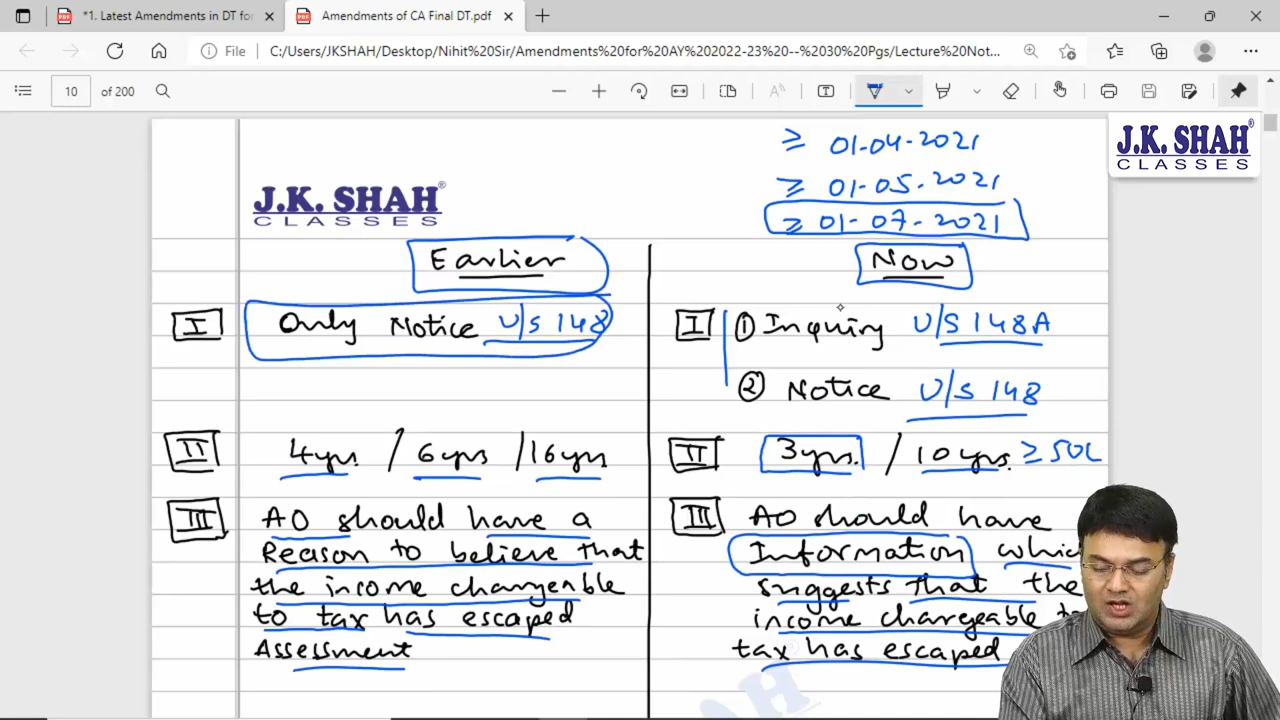 *1. Latest Amendments in DT for
Amendments of CA Final DT.pdf
File
C:/Users/JKSHAH/Desktop/Nihit%20Sir/Amendments%20for%20AY%202022-23%20--%2030%20Pgs/Lecture%20Not...
10 of 200
J.K. SHAH®
CLASSES
J.K. SHAH®
CLASSES
≥ 01-04-2021
≥ 01-05-2021
≥ 01-07-2021
Earlier
I Only Notice U/s 148
II 4yrs. / 6yrs / 16yrs
III AO should have a
Reason to believe that
the income chargeable
to tax has escaped
Assessment
Now
I ① Inquiry U/S 148A
② Notice U/S 148
II 3yrs. / 10yrs. ≥ 50L
III AO should have
Information which
suggests that the
income chargeable
tax has escaped